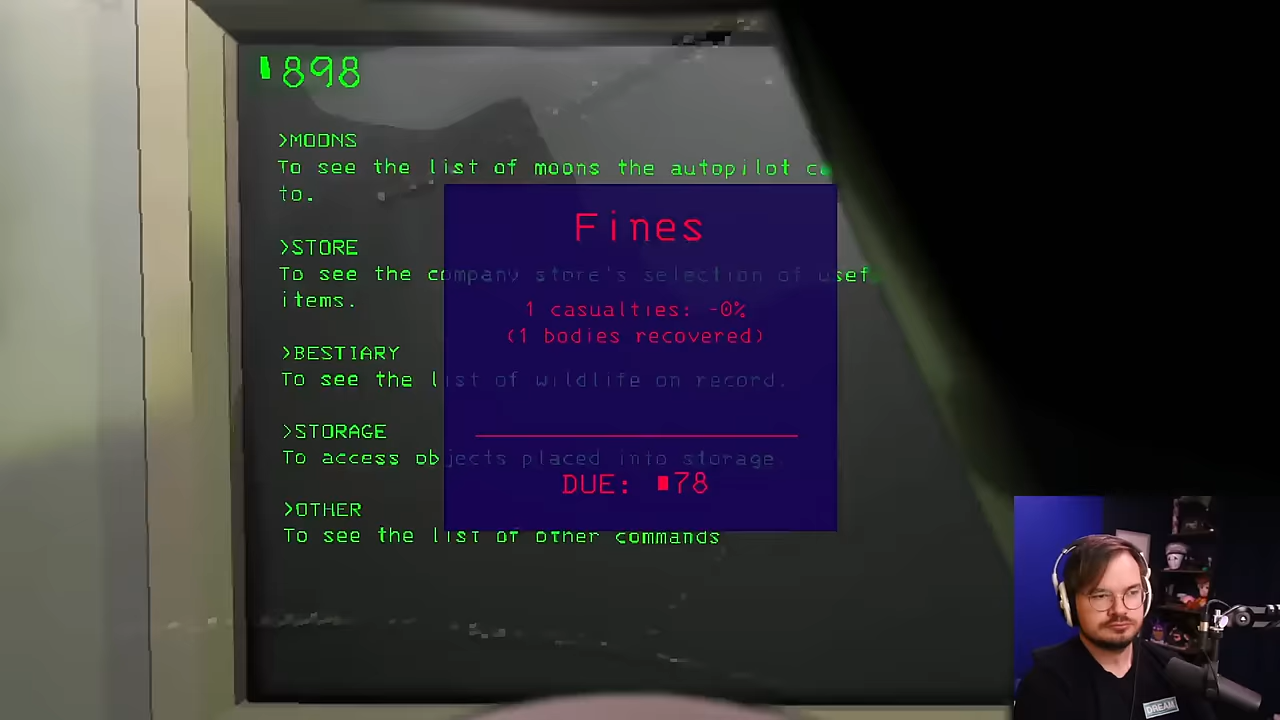 ▮898
>MOONS
To see the list of moons the autopilot
to.
>STORE
To see the company store's selection of usef
items.
>BESTIARY
To see the list of wildlife on record.
>STORAGE
To access objects placed into storage.
>OTHER
To see the list of other commands
Fines
1 casualties: -0%
(1 bodies recovered)
DUE: ▮78
DREAM